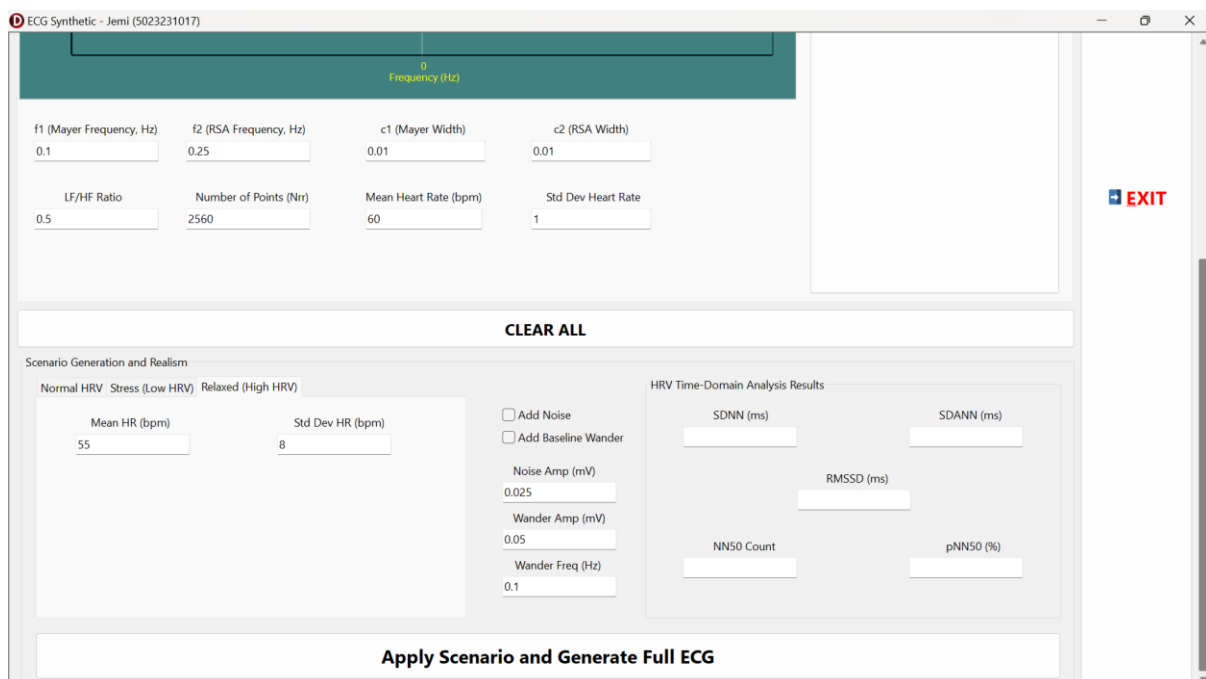 ECG Synthetic - Jemi (5023231017)
0
Frequency (Hz)
f1 (Mayer Frequency, Hz) f2 (RSA Frequency, Hz) c1 (Mayer Width) c2 (RSA Width)
0.1 0.25 0.01 0.01
LF/HF Ratio Number of Points (Nrr) Mean Heart Rate (bpm) Std Dev Heart Rate
0.5 2560 60 1
EXIT
CLEAR ALL
Scenario Generation and Realism
Normal HRV Stress (Low HRV) Relaxed (High HRV)
Mean HR (bpm) Std Dev HR (bpm)
55 8
Add Noise
Add Baseline Wander
Noise Amp (mV)
0.025
Wander Amp (mV)
0.05
Wander Freq (Hz)
0.1
HRV Time-Domain Analysis Results
SDNN (ms) SDANN (ms)
RMSSD (ms)
NN50 Count pNN50 (%)
Apply Scenario and Generate Full ECG